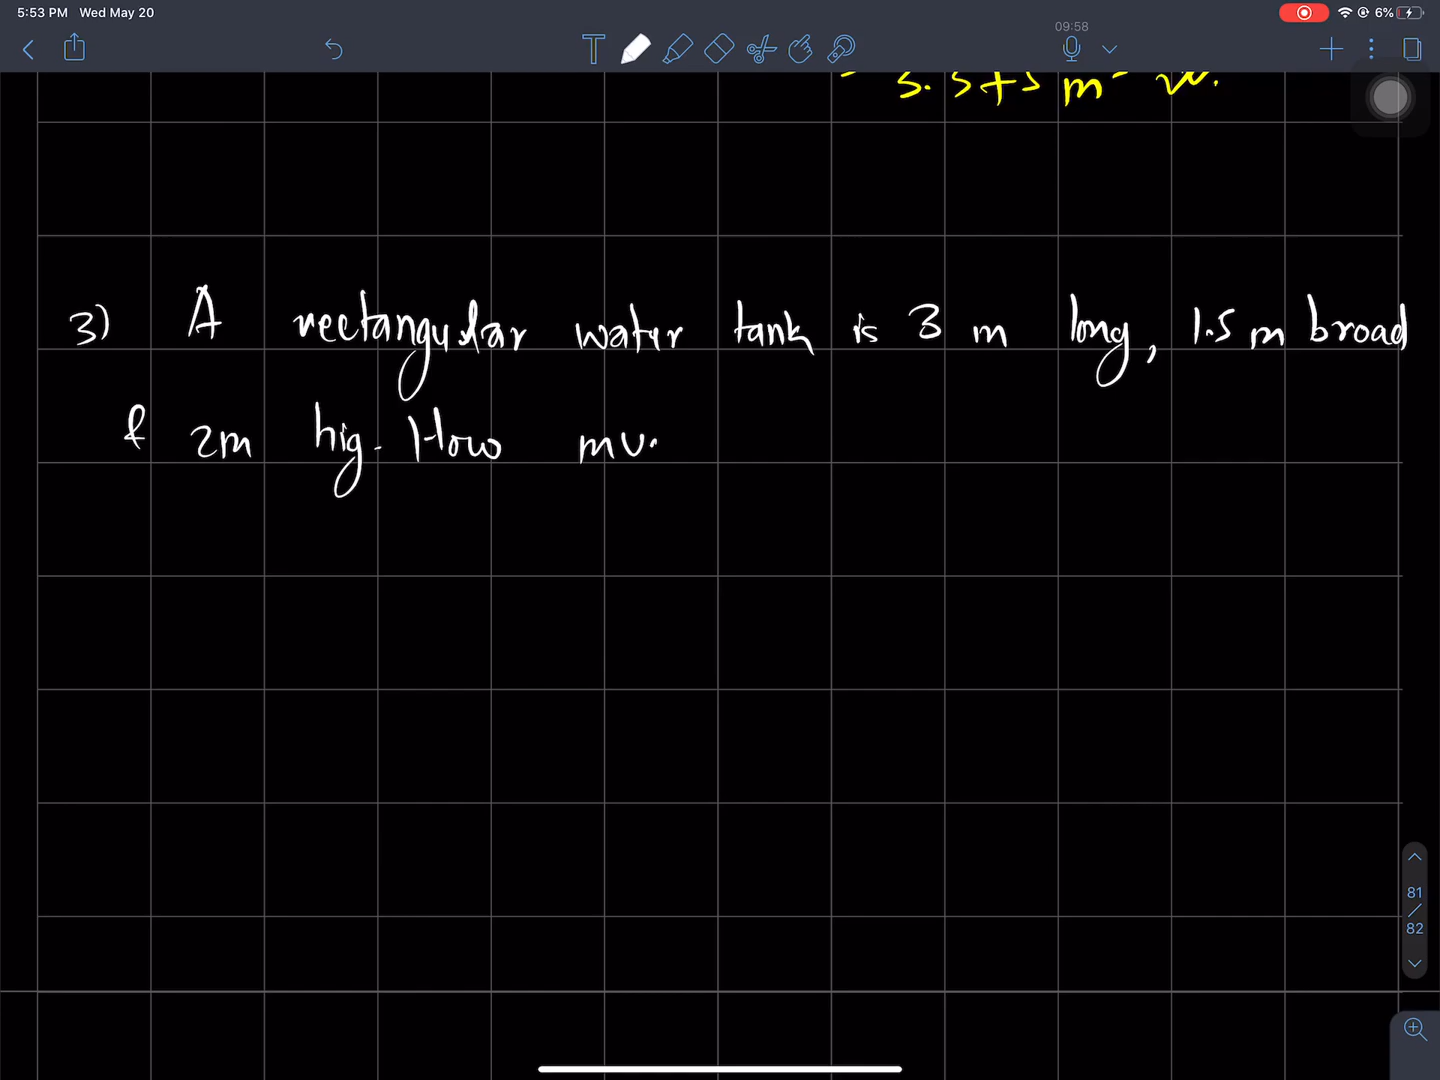 5:53 PM Wed May 20
6%
09:58
3) A rectangular water tank is 3 m long, 1.5 m broad
& 2m hig. How mu
81
82